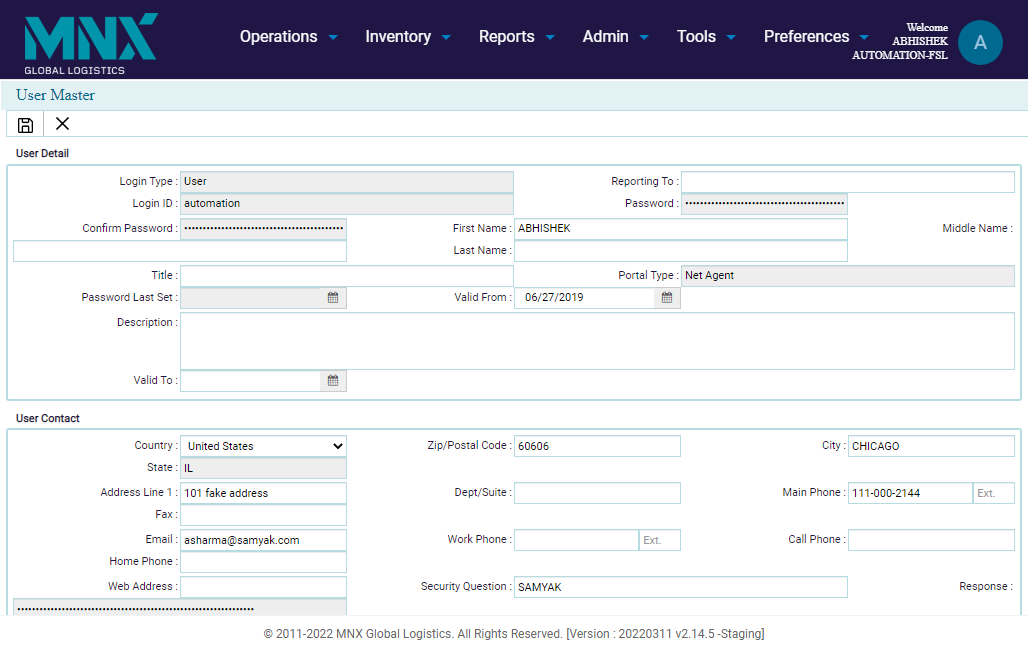 MNX
GLOBAL LOGISTICS
Operations Inventory Reports Admin Tools Preferences
Welcome
ABHISHEK
AUTOMATION-FSL
A
User Master
User Detail
Login Type : User Reporting To :
Login ID : automation Password : ••••••••••••••••••••••••••••••••••••••••
Confirm Password : •••••••••••••••••••••••••••••••••••••••• First Name : ABHISHEK Middle Name :
Last Name :
Title : Portal Type : Net Agent
Password Last Set : Valid From : 06/27/2019
Description :
Valid To :
User Contact
Country : United States Zip/Postal Code : 60606 City : CHICAGO
State : IL
Address Line 1 : 101 fake address Dept/Suite : Main Phone : 111-000-2144 Ext.
Fax :
Email : asharma@samyak.com Work Phone : Ext. Call Phone :
Home Phone :
Web Address : Security Question : SAMYAK Response :
••••••••••••••••••••••••••••••••••••••••••••••••••••••••••••
© 2011-2022 MNX Global Logistics. All Rights Reserved. [Version : 20220311 v2.14.5 -Staging]